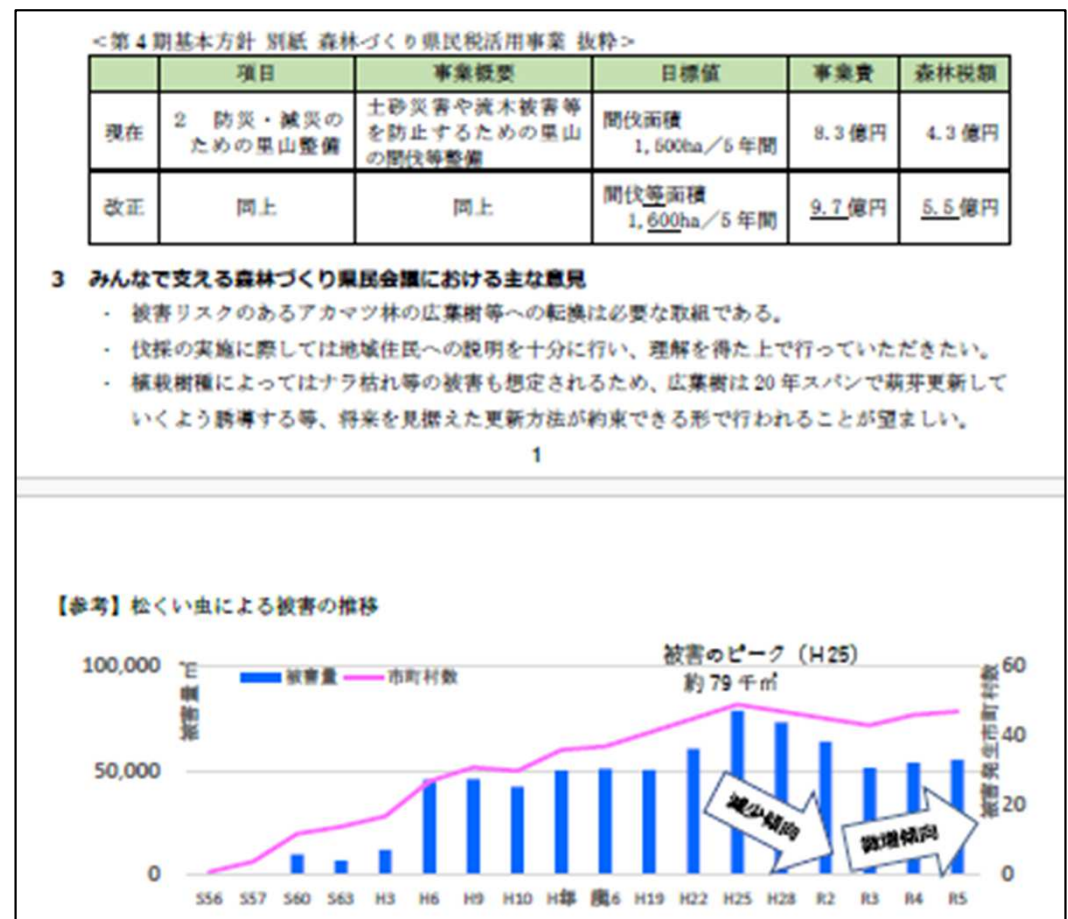 <第4期基本方針 別紙 森林づくり県民税活用事業 抜粋>
項目 事業概要 目標値 事業費 森林税額
現在 2 防災・減災のための里山整備 土砂災害や流木被害等を防止するための里山の間伐等整備 間伐面積 1,500ha/5年間 8.3億円 4.3億円
改正 同上 同上 間伐等面積 1,600ha/5年間 9.7億円 5.5億円
3 みんなで支える森林づくり県民会議における主な意見
・ 被害リスクのあるアカマツ林の広葉樹等への転換は必要な取組である。
・ 伐採の実施に際しては地域住民への説明を十分に行い、理解を得た上で行っていただきたい。
・ 植栽樹種によってはナラ枯れ等の被害も想定されるため、広葉樹は20年スパンで萌芽更新して
いくよう誘導する等、将来を見据えた更新方法が約束できる形で行われることが望ましい。
1
【参考】松くい虫による被害の推移
被害のピーク(H25)
約79千㎥
被害量 市町村数
被害量 ㎥
被害発生市町村数
100,000
50,000
0
60
40
20
0
減少傾向
微増傾向
S56 S57 S60 S63 H3 H6 H9 H10 年度 H19 H22 H25 H28 R2 R3 R4 R5